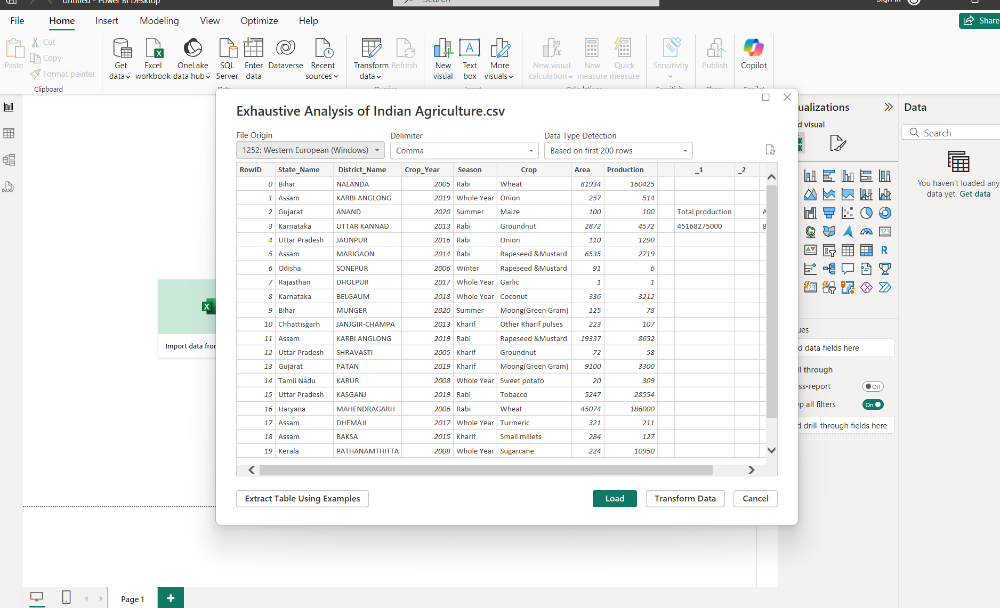 Untitled - Power BI Desktop
Search
Sign in
File Home Insert Modeling View Optimize Help
Share
Paste
Cut
Copy
Format painter
Clipboard
Get data
Excel workbook
OneLake data hub
SQL Server
Enter data
Dataverse
Recent sources
Data
Transform data
Refresh
Queries
New visual
Text box
More visuals
Insert
New visual calculation
New measure
Quick measure
Calculations
Sensitivity
Sensitivity
Publish
Share
Copilot
Copilot
Exhaustive Analysis of Indian Agriculture.csv
File Origin
1252: Western European (Windows)
Delimiter
Comma
Data Type Detection
Based on first 200 rows
RowID State_Name District_Name Crop_Year Season Crop Area Production _1 _2
0 Bihar NALANDA 2005 Rabi Wheat 81934 160425
1 Assam KARBI ANGLONG 2019 Whole Year Onion 257 514
2 Gujarat ANAND 2020 Summer Maize 100 100 Total production A
3 Karnataka UTTAR KANNAD 2013 Rabi Groundnut 2872 4572 45168275000 8
4 Uttar Pradesh JAUNPUR 2016 Rabi Onion 110 1290
5 Assam MARIGAON 2014 Rabi Rapeseed &Mustard 6535 2719
6 Odisha SONEPUR 2006 Winter Rapeseed &Mustard 91 6
7 Rajasthan DHOLPUR 2017 Whole Year Garlic 1 1
8 Karnataka BELGAUM 2018 Whole Year Coconut 336 3212
9 Bihar MUNGER 2020 Summer Moong(Green Gram) 125 78
10 Chhattisgarh JANJGIR-CHAMPA 2013 Kharif Other Kharif pulses 223 107
11 Assam KARBI ANGLONG 2019 Rabi Rapeseed &Mustard 19337 8652
12 Uttar Pradesh SHRAVASTI 2005 Kharif Groundnut 72 58
13 Gujarat PATAN 2019 Kharif Moong(Green Gram) 9100 3300
14 Tamil Nadu KARUR 2008 Whole Year Sweet potato 20 309
15 Uttar Pradesh KASGANJ 2019 Rabi Tobacco 5247 28554
16 Haryana MAHENDRAGARH 2006 Rabi Wheat 45074 186000
17 Assam DHEMAJI 2017 Whole Year Turmeric 321 211
18 Assam BAKSA 2015 Kharif Small millets 284 127
19 Kerala PATHANAMTHITTA 2008 Whole Year Sugarcane 224 10950
Extract Table Using Examples
Load
Transform Data
Cancel
Import data from
ualizations
d visual
123
R
123
ues
d data fields here
ll through
ss-report
Off
p all filters
On
d drill-through fields here
Data
Search
You haven't loaded any
data yet. Get data
DAX
Page 1